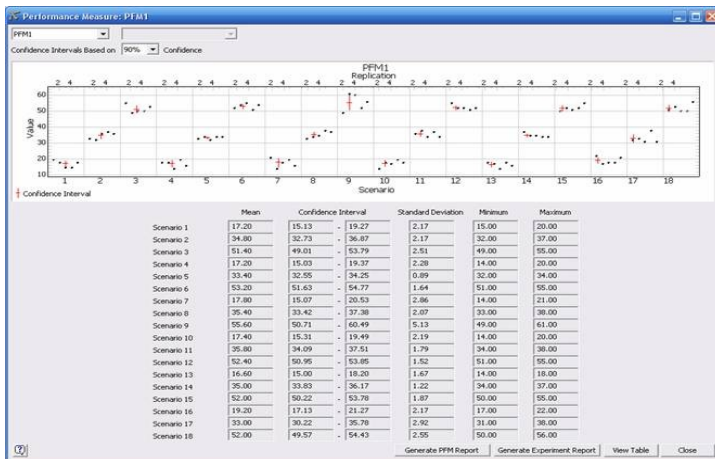 Performance Measure: PFM1
PFM1
Confidence Intervals Based on 90% Confidence
PFM1
Replication
2 4 2 4 2 4 2 4 2 4 2 4 2 4 2 4 2 4 2 4 2 4 2 4 2 4 2 4 2 4 2 4 2 4 2 4
60
50
40
30
20
10
Value
1 2 3 4 5 6 7 8 9 10 11 12 13 14 15 16 17 18
Scenario
Confidence Interval
Mean Confidence Interval Standard Deviation Minimum Maximum
Scenario 1 17.20 15.13 - 19.27 2.17 15.00 20.00
Scenario 2 34.80 32.73 - 36.87 2.17 32.00 37.00
Scenario 3 51.40 49.01 - 53.79 2.51 49.00 55.00
Scenario 4 17.20 15.03 - 19.37 2.28 14.00 20.00
Scenario 5 33.40 32.55 - 34.25 0.89 32.00 34.00
Scenario 6 53.20 51.63 - 54.77 1.64 51.00 55.00
Scenario 7 17.80 15.07 - 20.53 2.86 14.00 21.00
Scenario 8 35.40 33.42 - 37.38 2.07 33.00 38.00
Scenario 9 55.60 50.71 - 60.49 5.13 49.00 61.00
Scenario 10 17.40 15.31 - 19.49 2.19 14.00 20.00
Scenario 11 35.80 34.09 - 37.51 1.79 34.00 38.00
Scenario 12 52.40 50.95 - 53.85 1.52 51.00 55.00
Scenario 13 16.60 15.00 - 18.20 1.67 14.00 18.00
Scenario 14 35.00 33.83 - 36.17 1.22 34.00 37.00
Scenario 15 52.00 50.22 - 53.78 1.87 50.00 55.00
Scenario 16 19.20 17.13 - 21.27 2.17 17.00 22.00
Scenario 17 33.00 30.22 - 35.78 2.92 31.00 38.00
Scenario 18 52.00 49.57 - 54.43 2.55 50.00 56.00
? Generate PFM Report Generate Experiment Report View Table Close